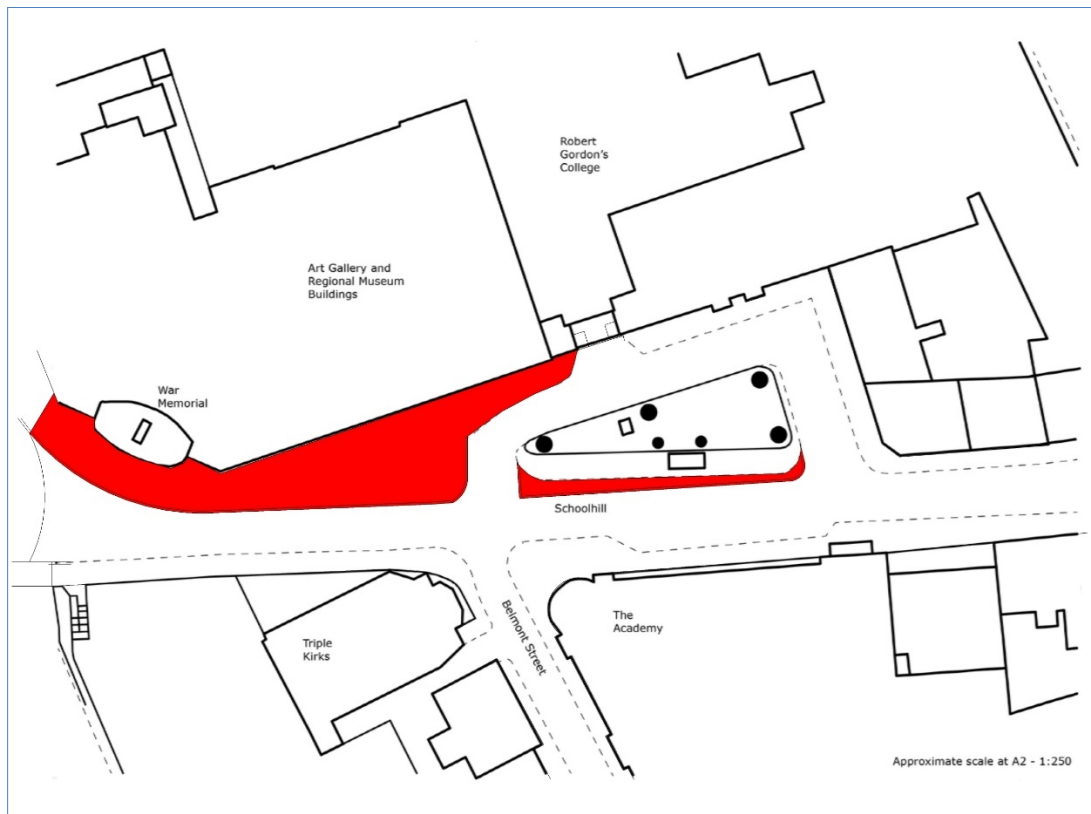 Robert
Gordon's
College
Art Gallery and
Regional Museum
Buildings
War
Memorial
Schoolhill
Belmont Street
The
Academy
Triple
Kirks
Approximate scale at A2 - 1:250